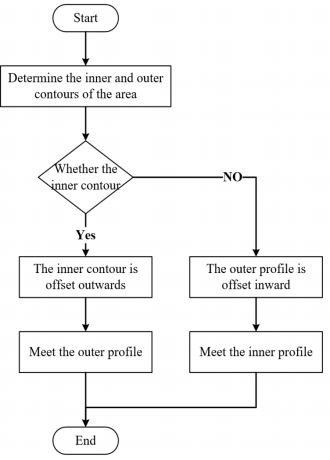 Start
Determine the inner and outer
contours of the area
Whether the
inner contour
NO
Yes
The inner contour is
offset outwards
The outer profile is
offset inward
Meet the outer profile
Meet the inner profile
End